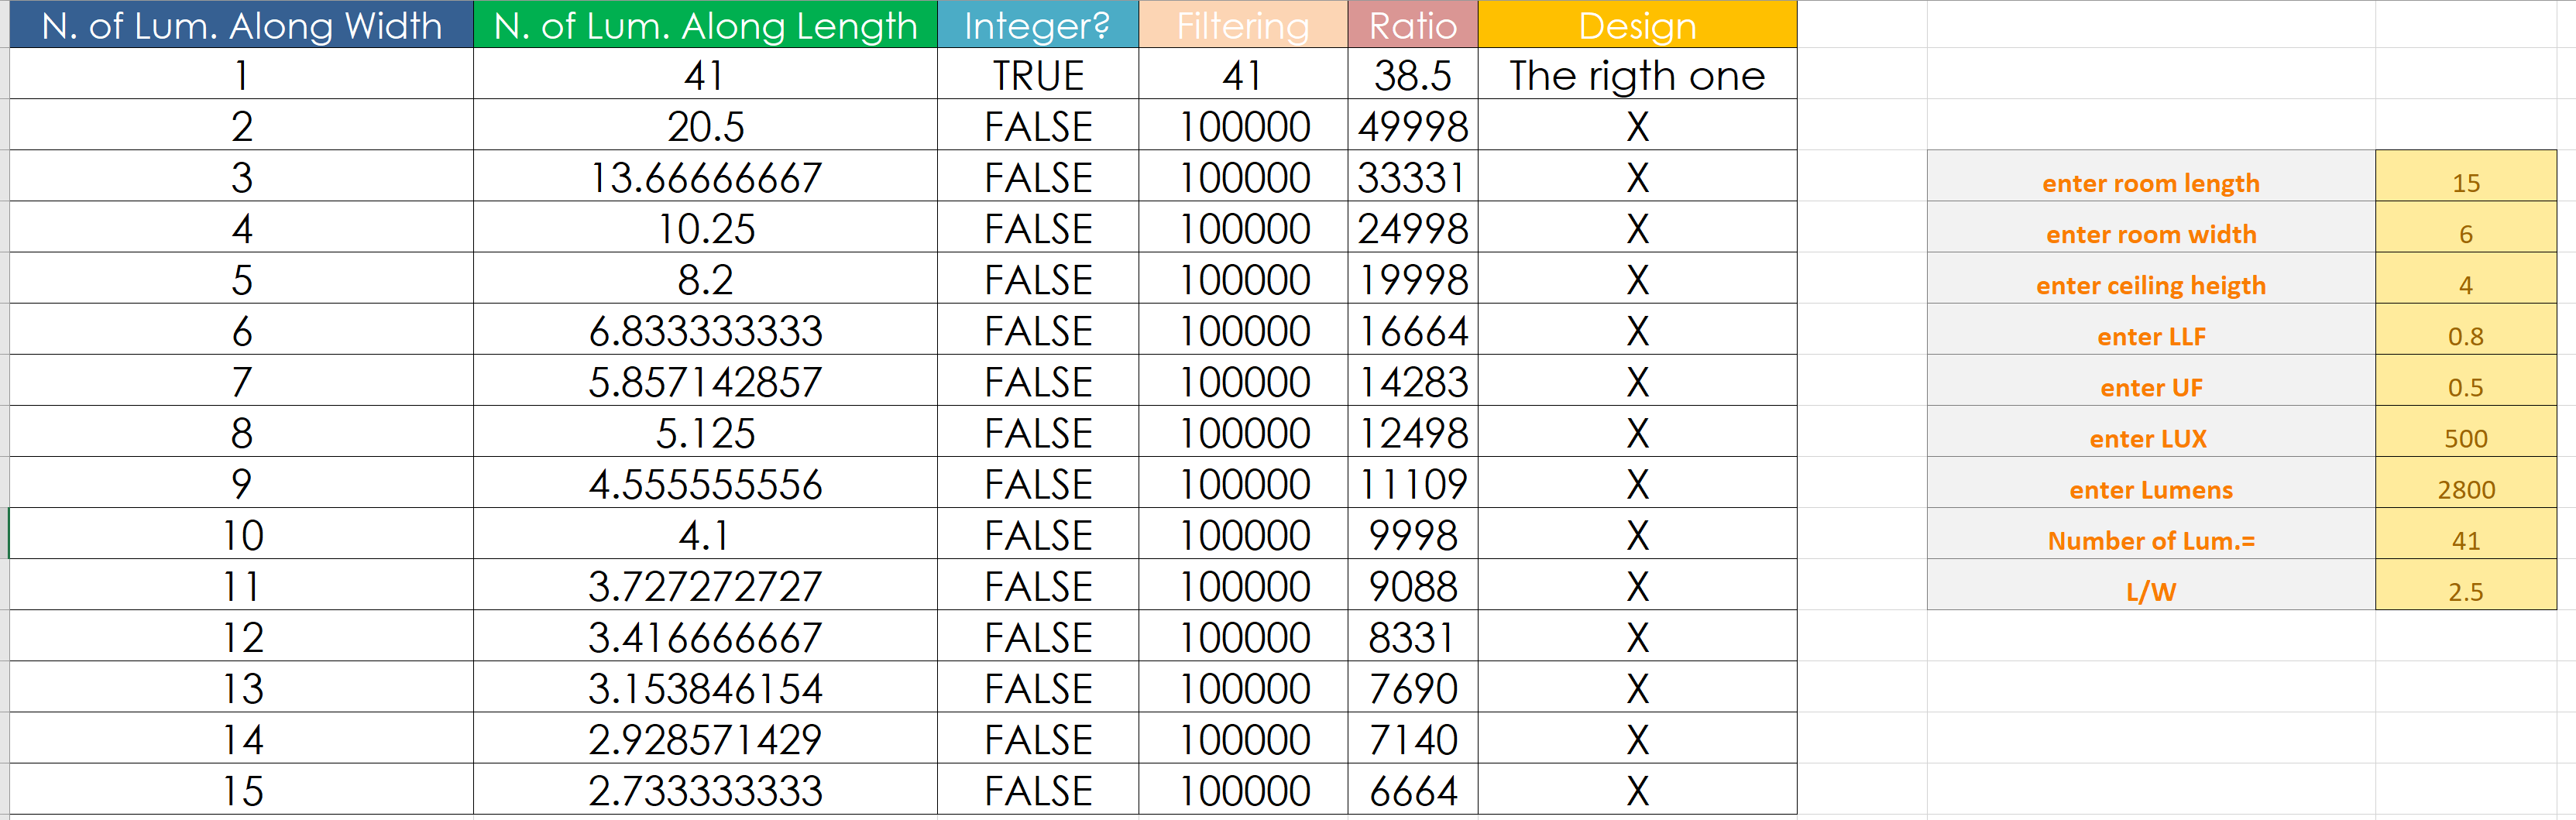 N. of Lum. Along Width N. of Lum. Along Length Integer? Filtering Ratio Design
1 41 TRUE 41 38.5 The rigth one
2 20.5 FALSE 100000 49998 X
3 13.66666667 FALSE 100000 33331 X enter room length 15
4 10.25 FALSE 100000 24998 X enter room width 6
5 8.2 FALSE 100000 19998 X enter ceiling heigth 4
6 6.833333333 FALSE 100000 16664 X enter LLF 0.8
7 5.857142857 FALSE 100000 14283 X enter UF 0.5
8 5.125 FALSE 100000 12498 X enter LUX 500
9 4.555555556 FALSE 100000 11109 X enter Lumens 2800
10 4.1 FALSE 100000 9998 X Number of Lum.= 41
11 3.727272727 FALSE 100000 9088 X L/W 2.5
12 3.416666667 FALSE 100000 8331 X
13 3.153846154 FALSE 100000 7690 X
14 2.928571429 FALSE 100000 7140 X
15 2.733333333 FALSE 100000 6664 X